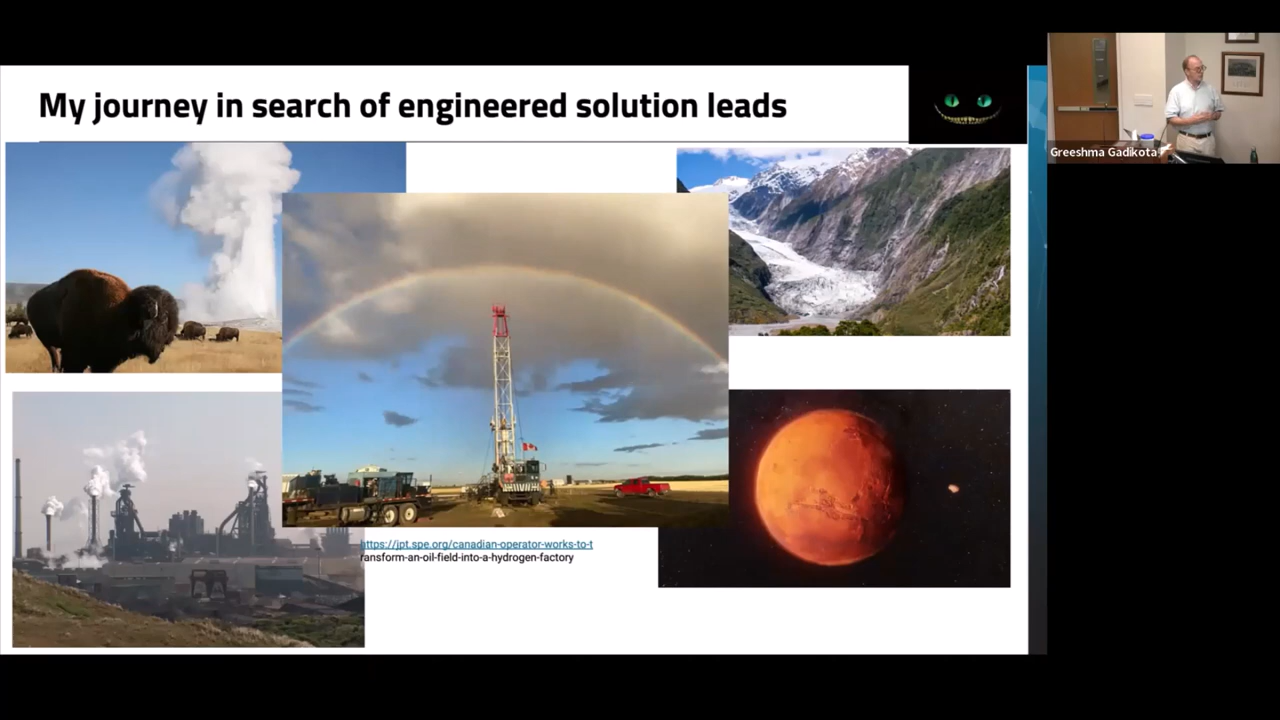 My journey in search of engineered solution leads
Greeshma Gadikota
https://jpt.spe.org/canadian-operator-works-to-t
ransform-an-oil-field-into-a-hydrogen-factory